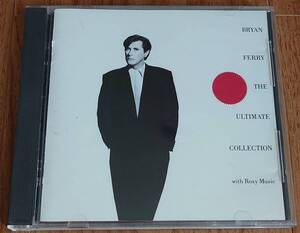 BRYAN
FERRY
THE
ULTIMATE
COLLECTION
with Roxy Music